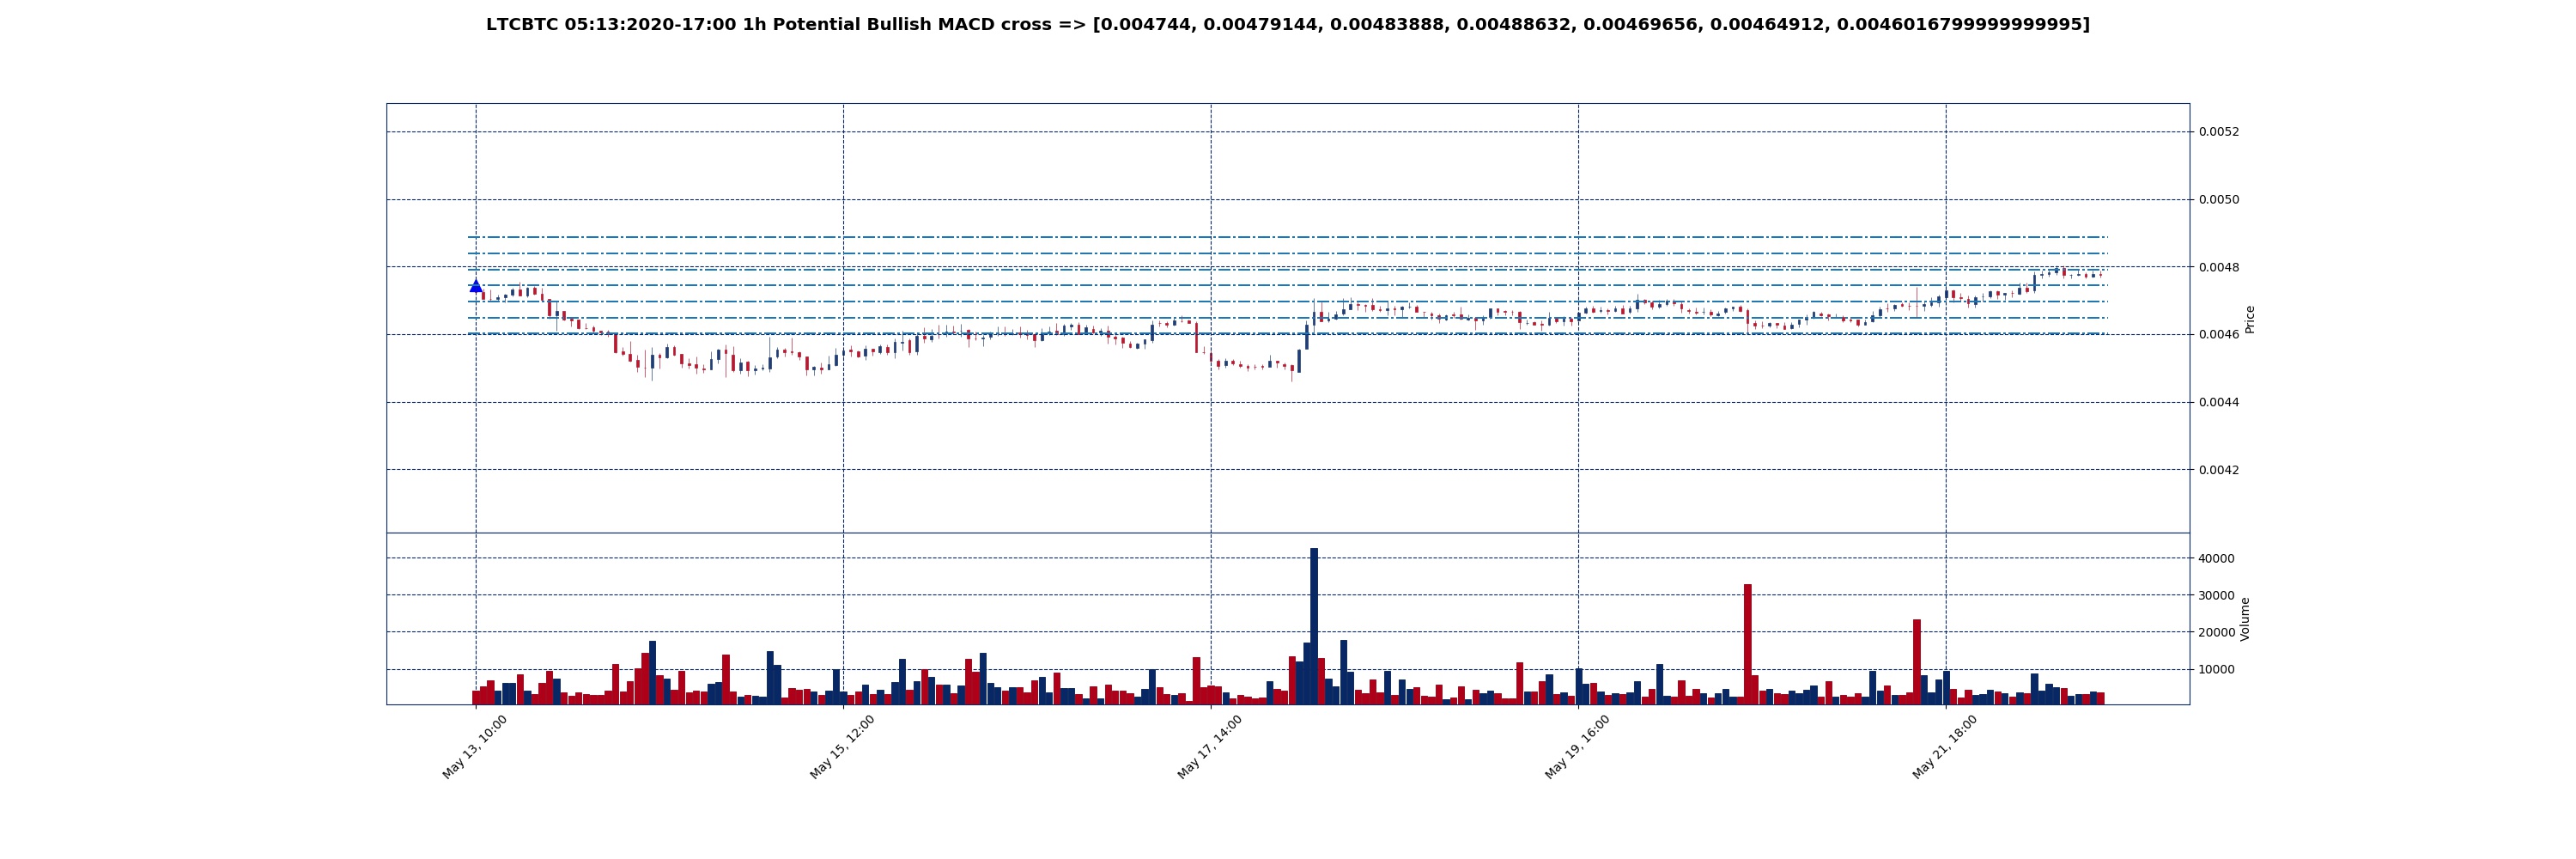 LTCBTC 05:13:2020-17:00 1h Potential Bullish MACD cross => [0.004744, 0.00479144, 0.00483888, 0.00488632, 0.00469656, 0.00464912, 0.0046016799999999995]
0.0052
0.0050
0.0048
0.0046
0.0044
0.0042
Price
40000
30000
20000
10000
Volume
May 13, 10:00
May 15, 12:00
May 17, 14:00
May 19, 16:00
May 21, 18:00